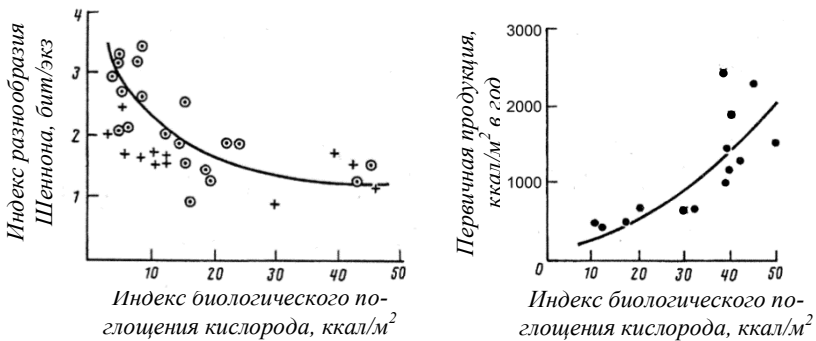 Индекс разнообразия
Шеннона, бит/экз
4
3
2
1
10
20
30
40
50
Индекс биологического по-
глощения кислорода, ккал/м²
Первичная продукция,
ккал/м² в год
3000
2000
1000
0
10
20
30
40
50
Индекс биологического по-
глощения кислорода, ккал/м²